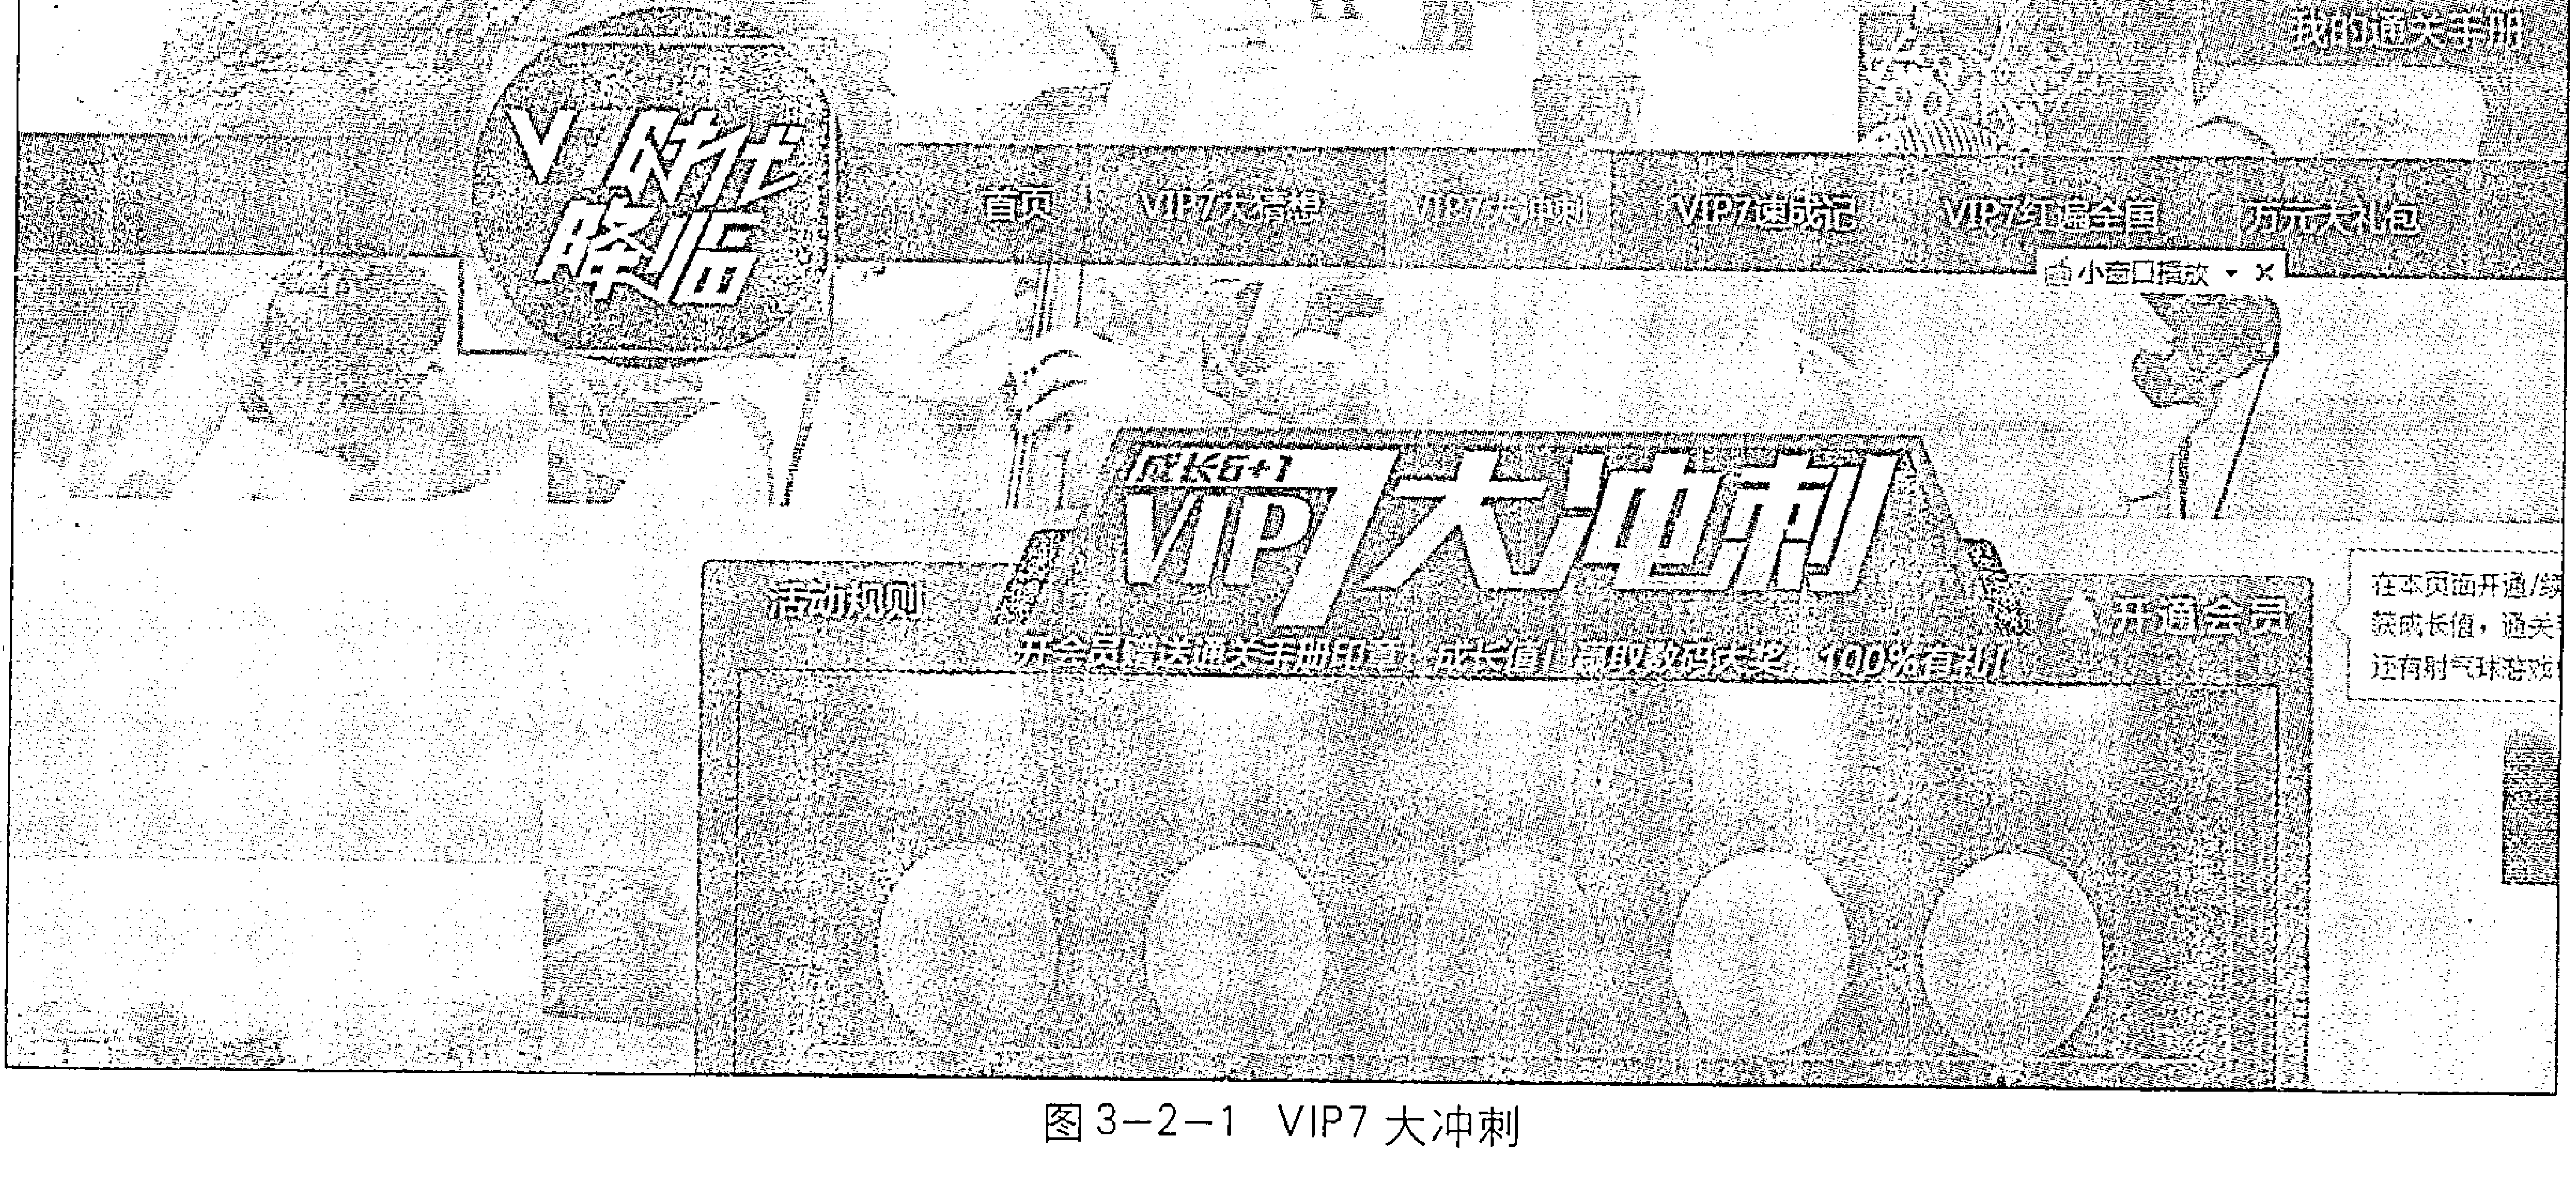 我的通关手册
V 时代
降临
首页 VIP7大猜想 VIP7大冲刺 VIP7速成记 VIP7红遍全国 万元大礼包
小窗口播放
成长6+1
VIP7大冲刺
活动规则
开通会员
开会员赠送通关手册印章、成长值！赢取数码大奖，100%有礼！
在本页面开通/续
获成长值，通关
还有射气球游戏
图 3-2-1 VIP7 大冲刺